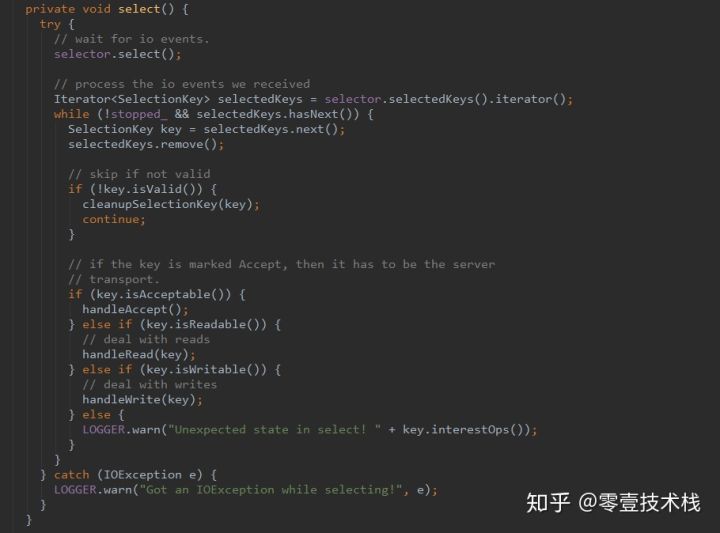 private void select() {
  try {
    // wait for io events.
    selector.select();

    // process the io events we received
    Iterator<SelectionKey> selectedKeys = selector.selectedKeys().iterator();
    while (!stopped_ && selectedKeys.hasNext()) {
      SelectionKey key = selectedKeys.next();
      selectedKeys.remove();

      // skip if not valid
      if (!key.isValid()) {
        cleanupSelectionKey(key);
        continue;
      }

      // if the key is marked Accept, then it has to be the server
      // transport.
      if (key.isAcceptable()) {
        handleAccept();
      } else if (key.isReadable()) {
        // deal with reads
        handleRead(key);
      } else if (key.isWritable()) {
        // deal with writes
        handleWrite(key);
      } else {
        LOGGER.warn("Unexpected state in select! " + key.interestOps());
      }
    }
  } catch (IOException e) {
    LOGGER.warn("Got an IOException while selecting!", e);
  }
}
知乎 @零壹技术栈